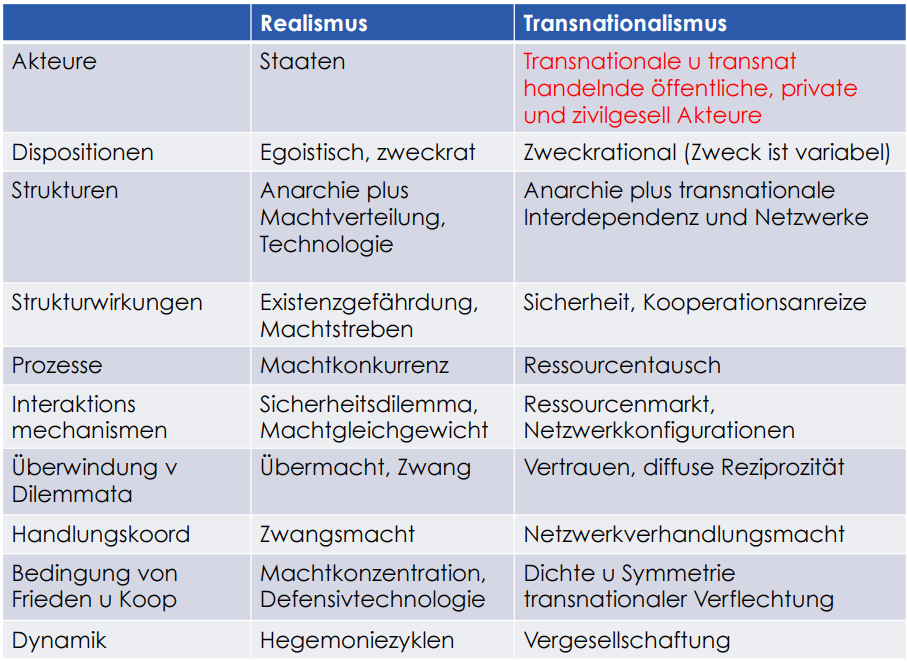 Realismus Transnationalismus
Akteure Staaten Transnationale u transnat
handelnde öffentliche, private
und zivilgesell Akteure
Dispositionen Egoistisch, zweckrat Zweckrational (Zweck ist variabel)
Strukturen Anarchie plus Anarchie plus transnationale
Machtverteilung, Interdependenz und Netzwerke
Technologie
Strukturwirkungen Existenzgefährdung, Sicherheit, Kooperationsanreize
Machtstreben
Prozesse Machtkonkurrenz Ressourcentausch
Interaktions Sicherheitsdilemma, Ressourcenmarkt,
mechanismen Machtgleichgewicht Netzwerkkonfigurationen
Überwindung v Übermacht, Zwang Vertrauen, diffuse Reziprozität
Dilemmata
Handlungskoord Zwangsmacht Netzwerkverhandlungsmacht
Bedingung von Machtkonzentration, Dichte u Symmetrie
Frieden u Koop Defensivtechnologie transnationaler Verflechtung
Dynamik Hegemoniezyklen Vergesellschaftung